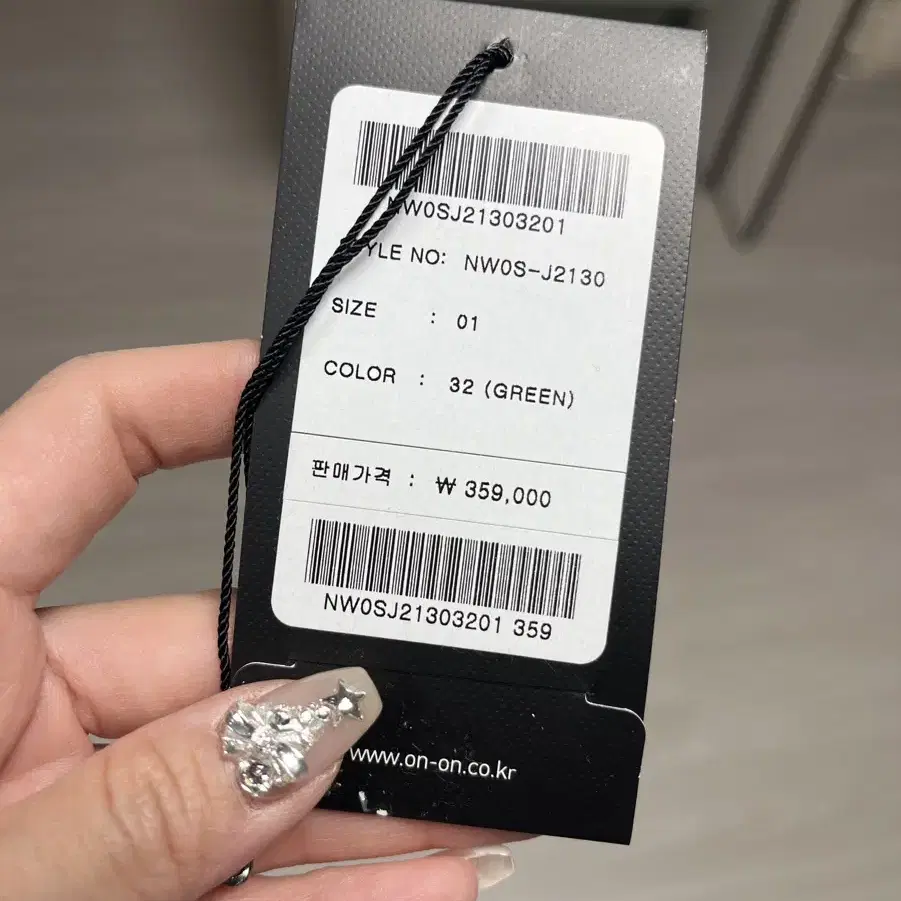 NW0SJ21303201
STYLE NO: NW0S-J2130
SIZE : 01
COLOR : 32 (GREEN)
판매가격 : ₩ 359,000
NW0SJ21303201 359
www.on-on.co.kr